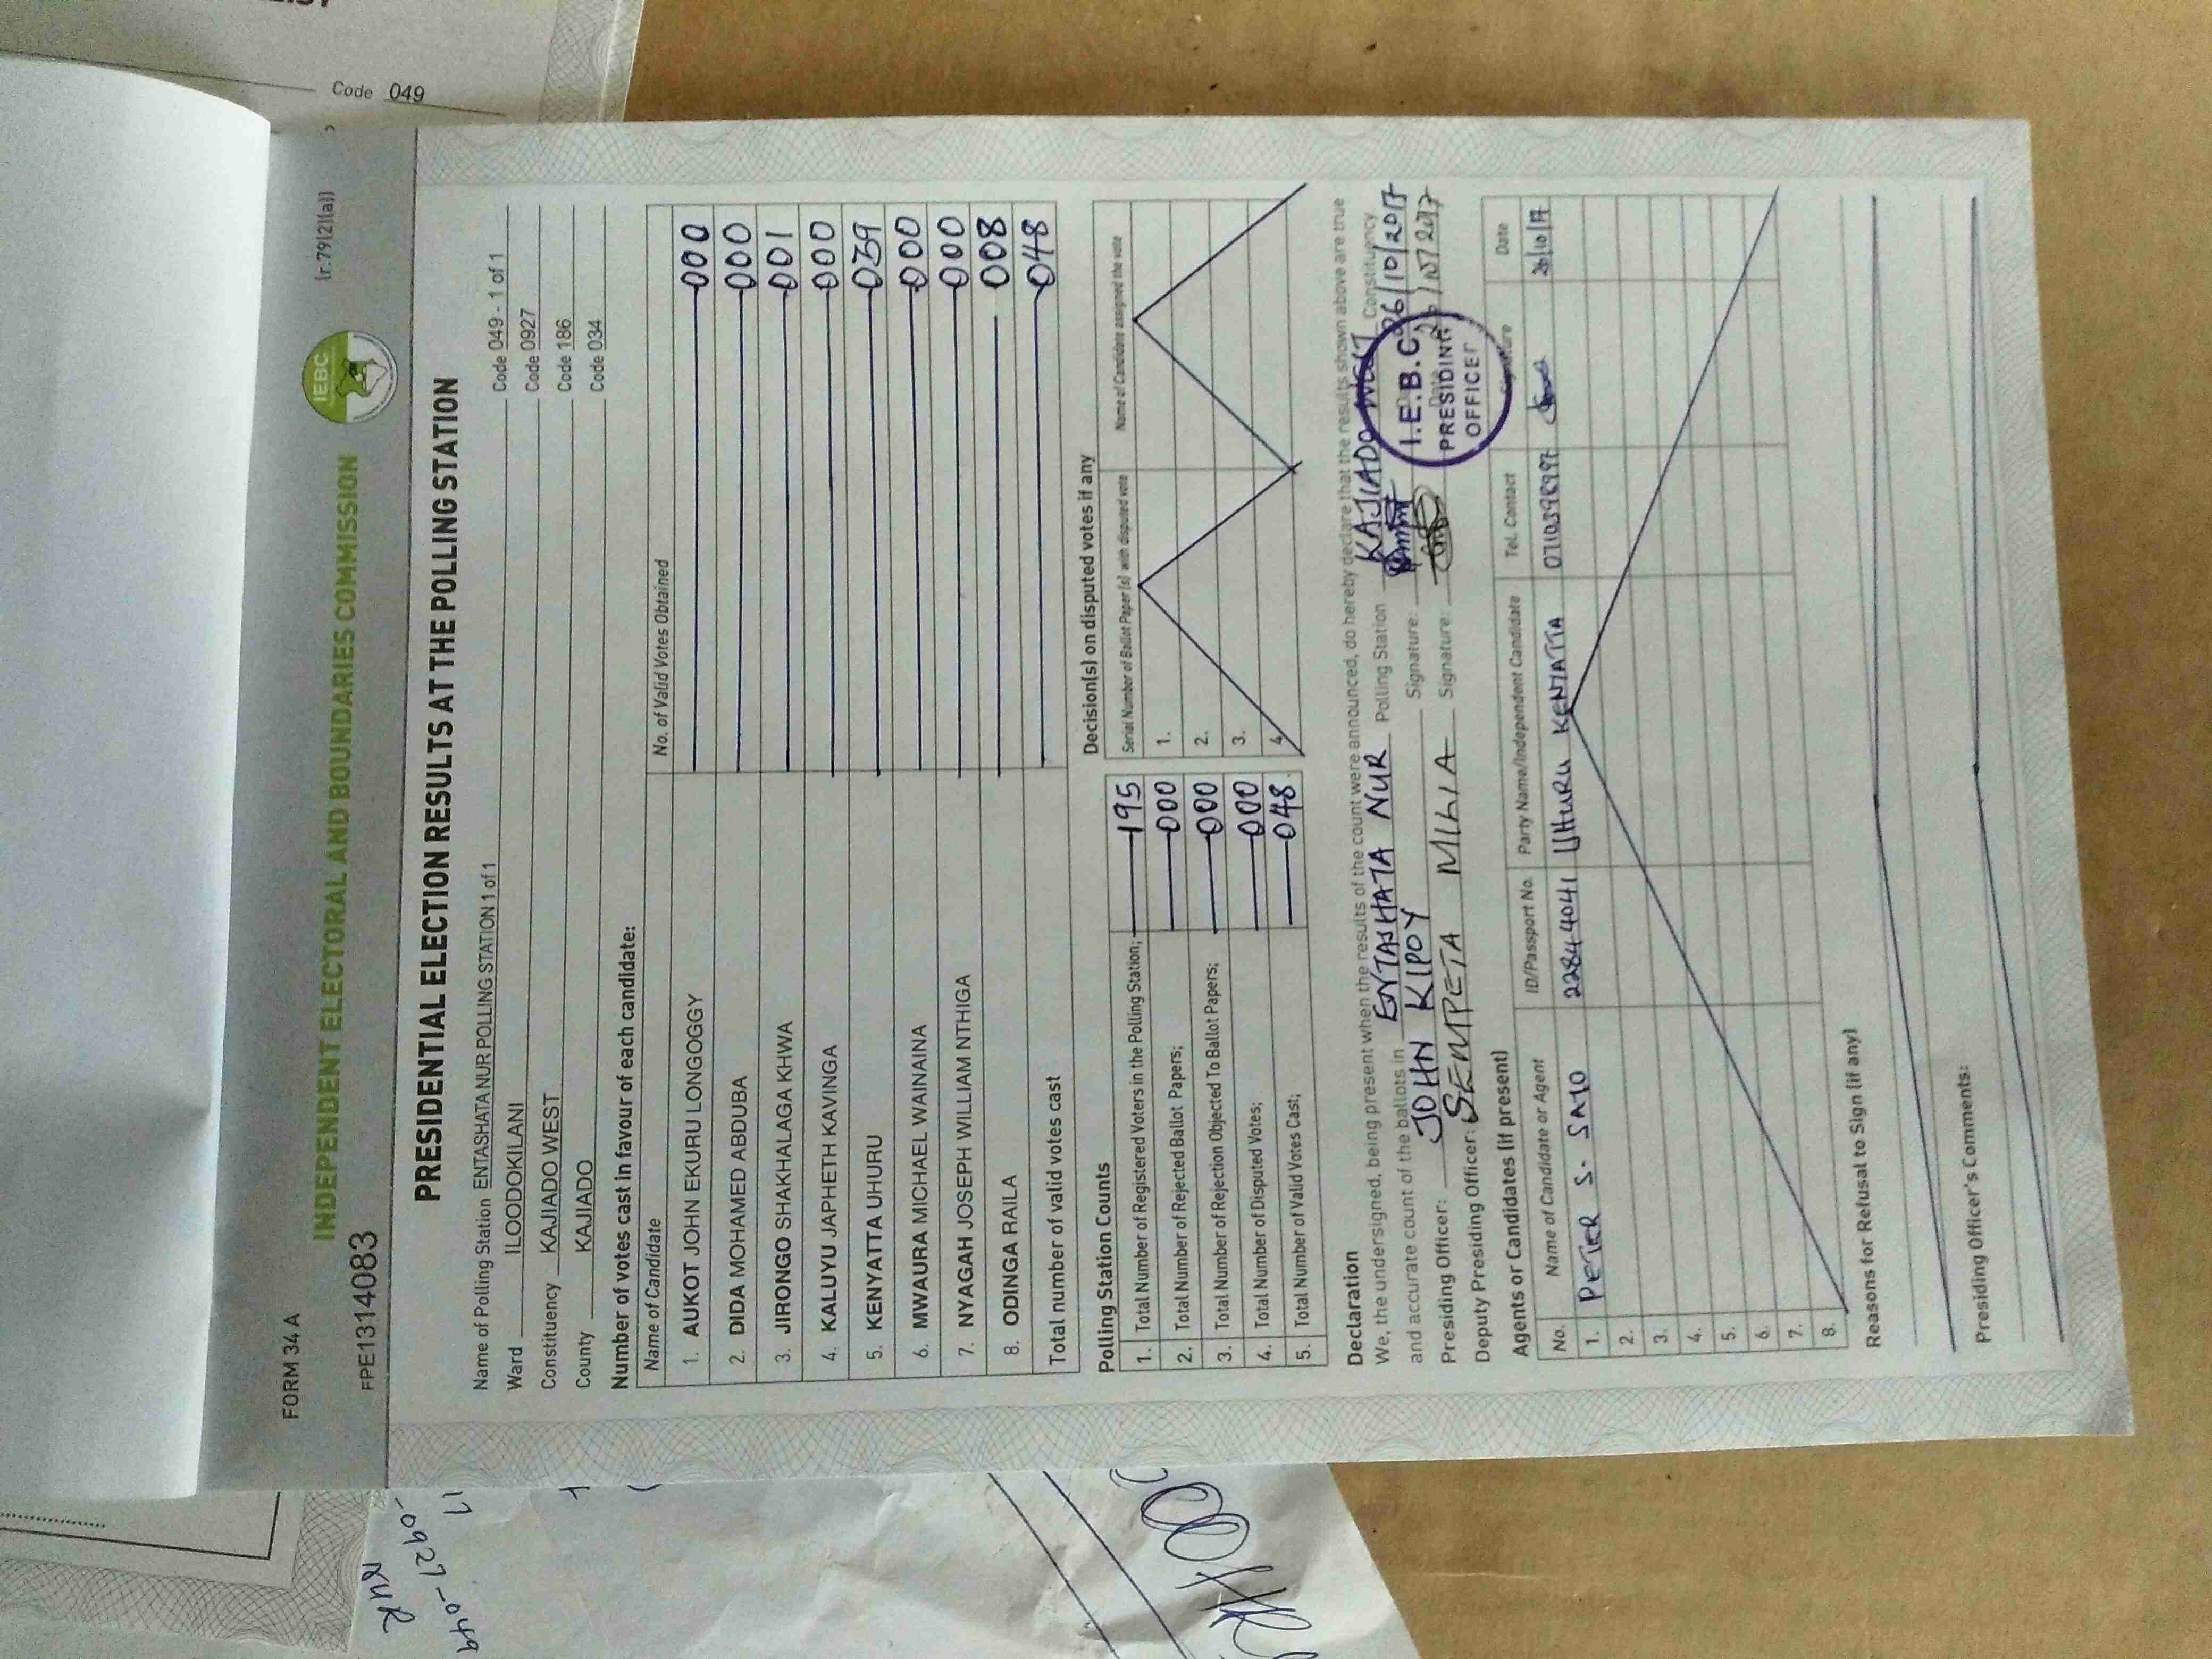 Code 049
FORM 34 A
(r.79(2)(a))
INDEPENDENT ELECTORAL AND BOUNDARIES COMMISSION
IEBC
FPE1314083
PRESIDENTIAL ELECTION RESULTS AT THE POLLING STATION
Name of Polling Station ENTASHATA NUR POLLING STATION 1 of 1 Code 049 - 1 of 1
Ward ILOODOKILANI Code 0927
Constituency KAJIADO WEST Code 186
County KAJIADO Code 034
Number of votes cast in favour of each candidate:
Name of Candidate No. of Valid Votes Obtained
1. AUKOT JOHN EKURU LONGOGGY 000
2. DIDA MOHAMED ABDUBA 000
3. JIRONGO SHAKHALAGA KHWA 001
4. KALUYU JAPHETH KAVINGA 000
5. KENYATTA UHURU 039
6. MWAURA MICHAEL WAINAINA 000
7. NYAGAH JOSEPH WILLIAM NTHIGA 000
8. ODINGA RAILA 008
Total number of valid votes cast 048
Polling Station Counts
1. Total Number of Registered Voters in the Polling Station; 195
2. Total Number of Rejected Ballot Papers; 000
3. Total Number of Rejection Objected To Ballot Papers; 000
4. Total Number of Disputed Votes; 000
5. Total Number of Valid Votes Cast; 048
Decision(s) on disputed votes if any
Serial Number of Ballot Paper(s) with disputed vote Name of Candidate assigned the vote
1.
2.
3.
4.
Declaration
We, the undersigned, being present when the results of the count were announced, do hereby declare that the results shown above are true
and accurate count of the ballots in ENTASHATA NUR Polling Station KAJIADO WEST Constituency
Presiding Officer: JOHN KIPOY Signature: 26/10/2017
Deputy Presiding Officer: SEMPETA MILIA Signature:
I.E.B.C
PRESIDING
OFFICER
Agents or Candidates (if present)
No. Name of Candidate or Agent ID/Passport No. Party Name/Independent Candidate Tel. Contact Signature Date
1. PETER S. SAIO 22844041 UHURU KENYATTA 0710398997 26/10/17
2.
3.
4.
5.
6.
7.
8.
Reasons for Refusal to Sign (if any)
Presiding Officer's Comments:
0927-049
NUR